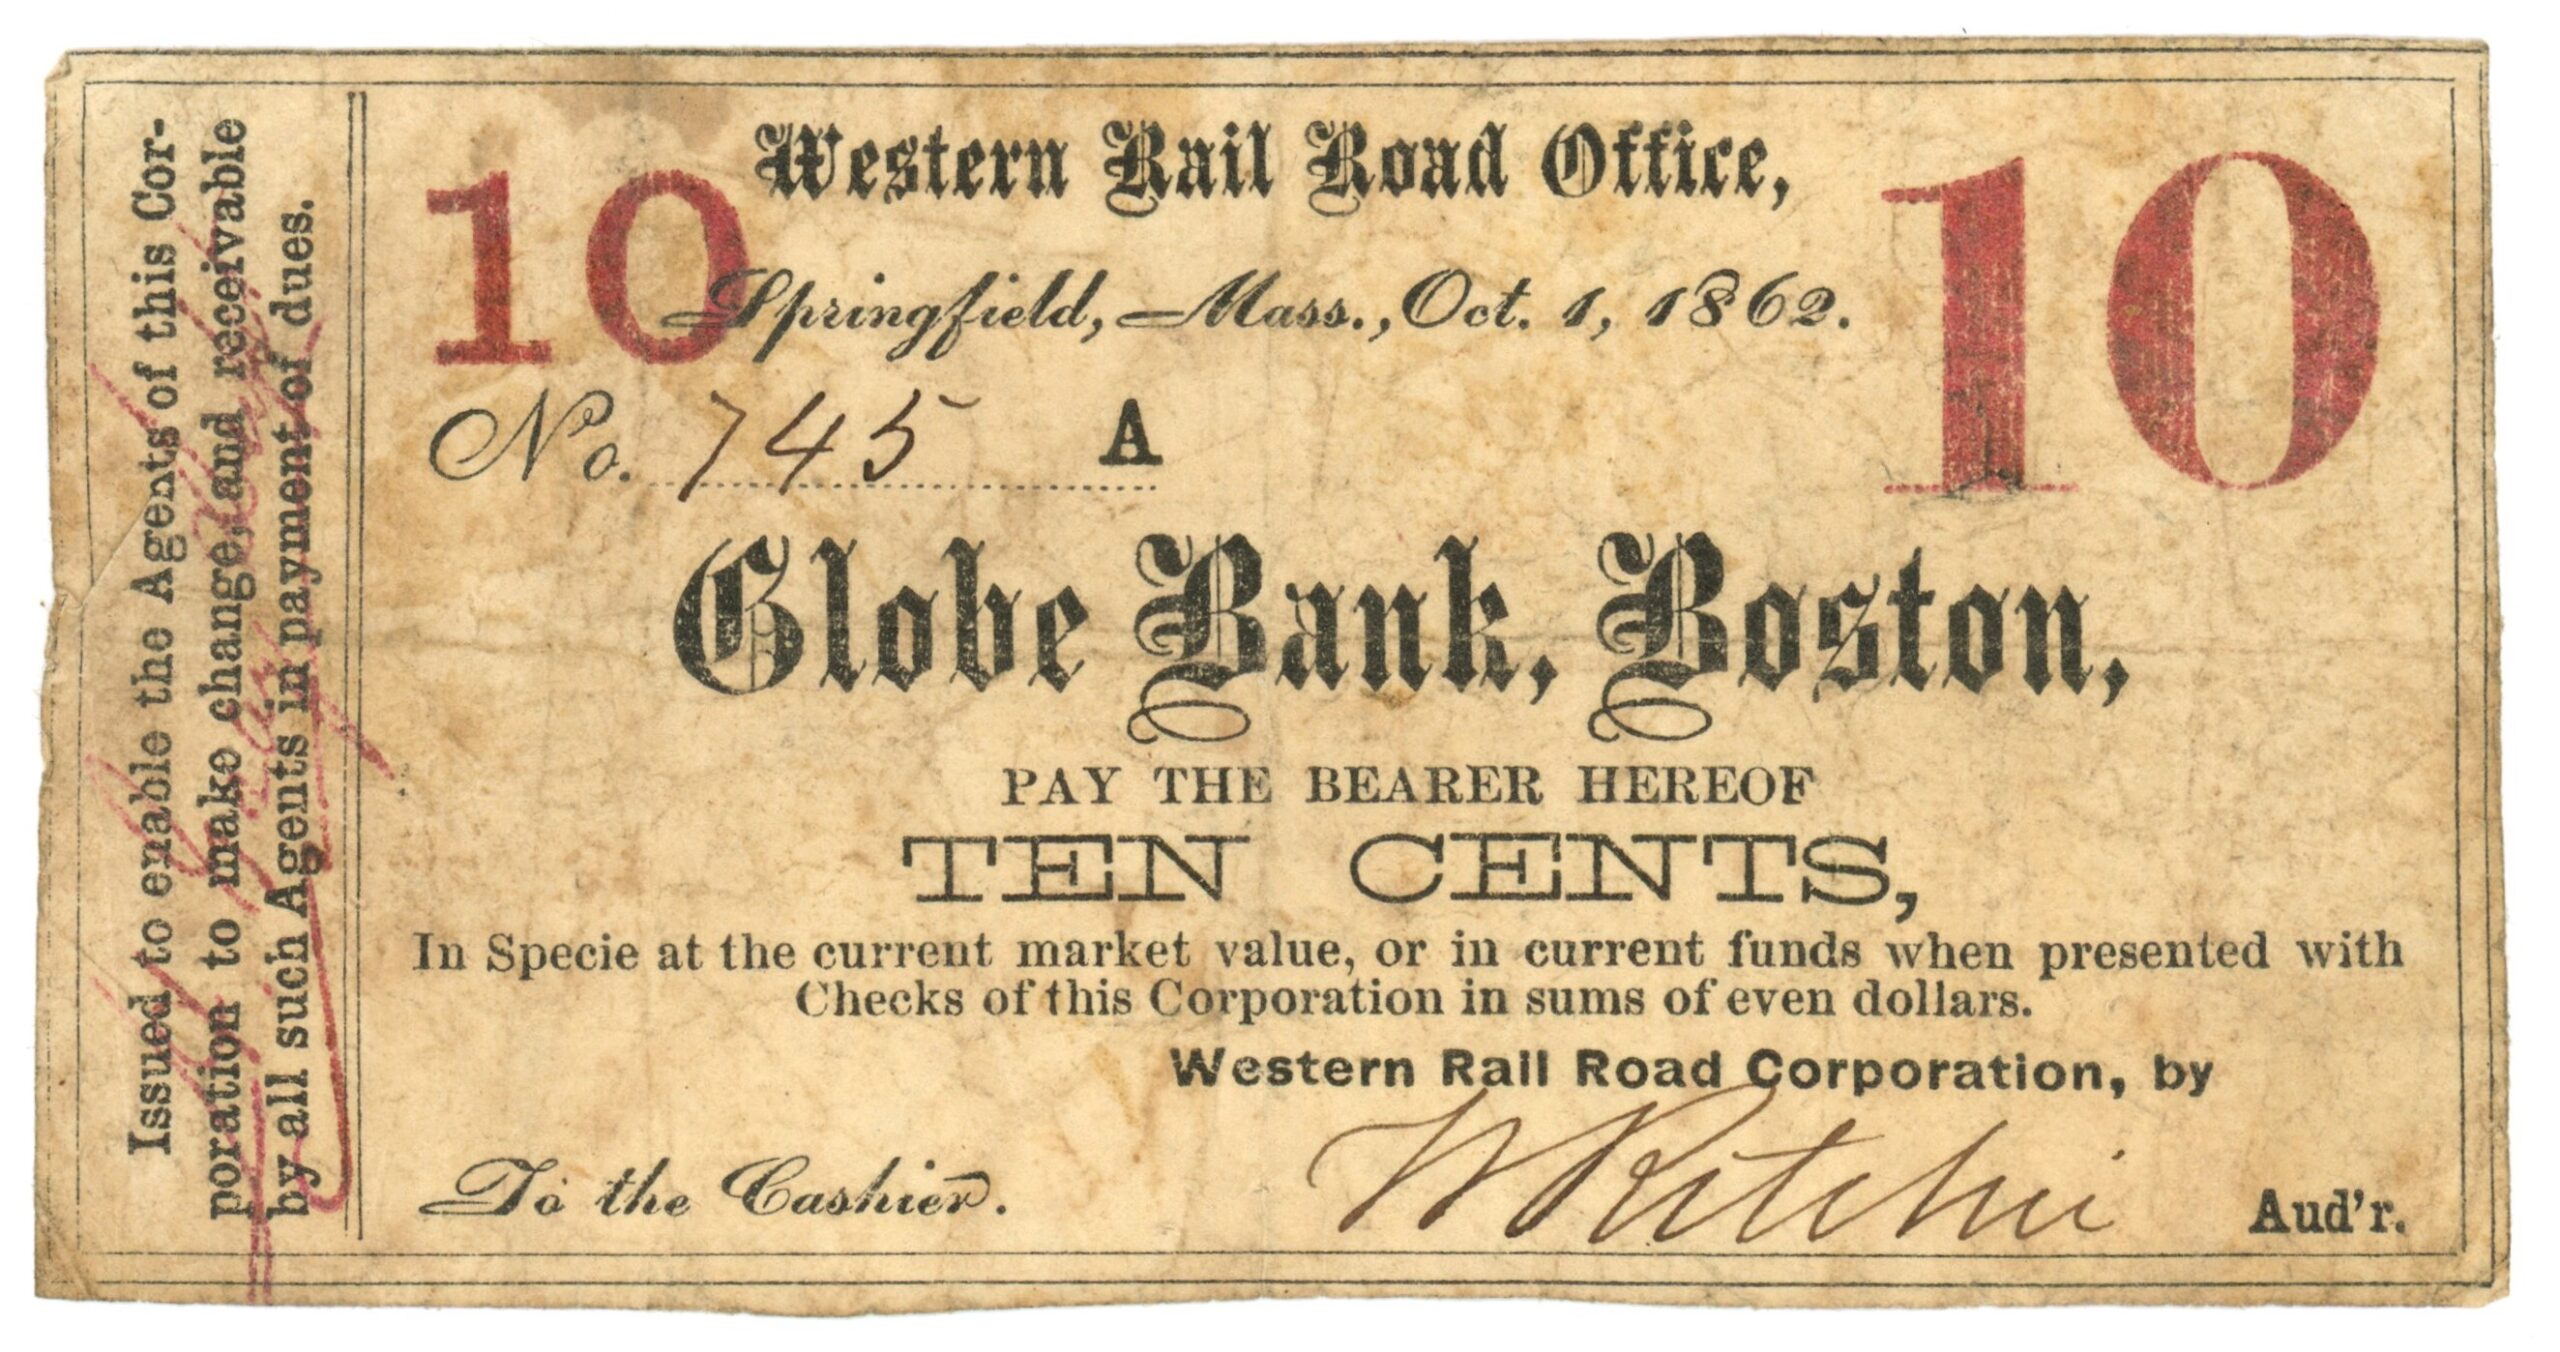 Issued to enable the Agents of this Cor-
poration to make change, and receivable
by all such Agents in payment of dues.
10
Western Rail Road Office,
10
Springfield, Mass., Oct. 1, 1862.
No. 745 A
Globe Bank, Boston,
PAY THE BEARER HEREOF
TEN CENTS,
In Specie at the current market value, or in current funds when presented with
Checks of this Corporation in sums of even dollars.
Western Rail Road Corporation, by
To the Cashier.
W Ritchie
Aud'r.